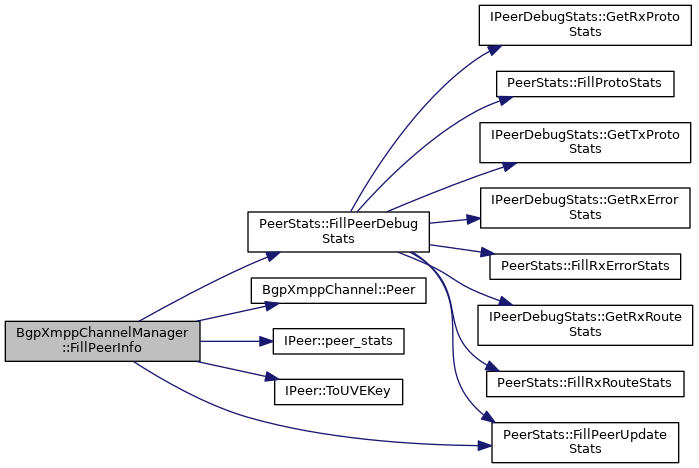 IPeerDebugStats::GetRxProto
Stats
PeerStats::FillProtoStats
IPeerDebugStats::GetTxProto
Stats
IPeerDebugStats::GetRxError
Stats
PeerStats::FillPeerDebug
Stats
PeerStats::FillRxErrorStats
BgpXmppChannel::Peer
IPeerDebugStats::GetRxRoute
Stats
BgpXmppChannelManager
::FillPeerInfo
IPeer::peer_stats
PeerStats::FillRxRouteStats
IPeer::ToUVEKey
PeerStats::FillPeerUpdate
Stats